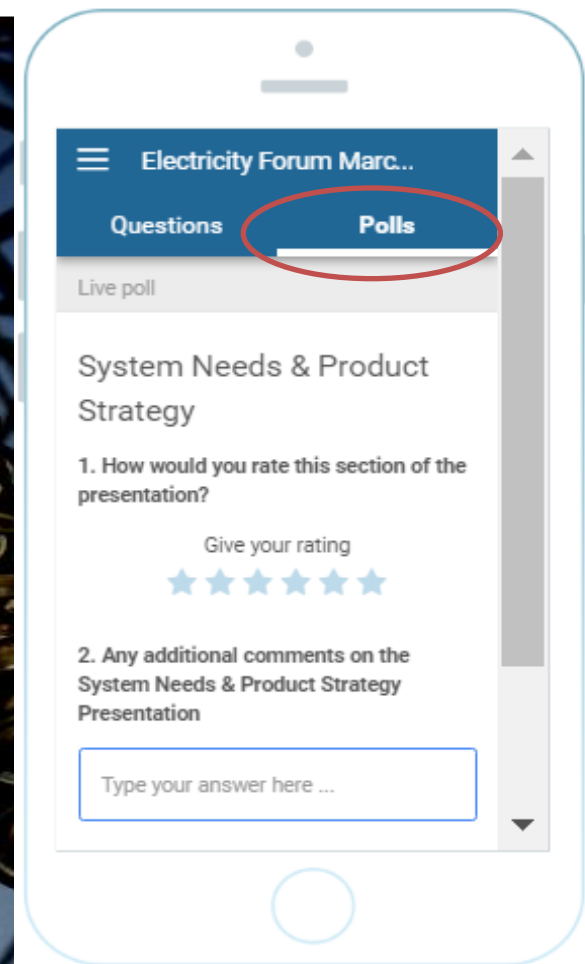 Electricity Forum Marc...
Questions Polls
Live poll
System Needs & Product
Strategy
1. How would you rate this section of the
presentation?
Give your rating
2. Any additional comments on the
System Needs & Product Strategy
Presentation
Type your answer here ...